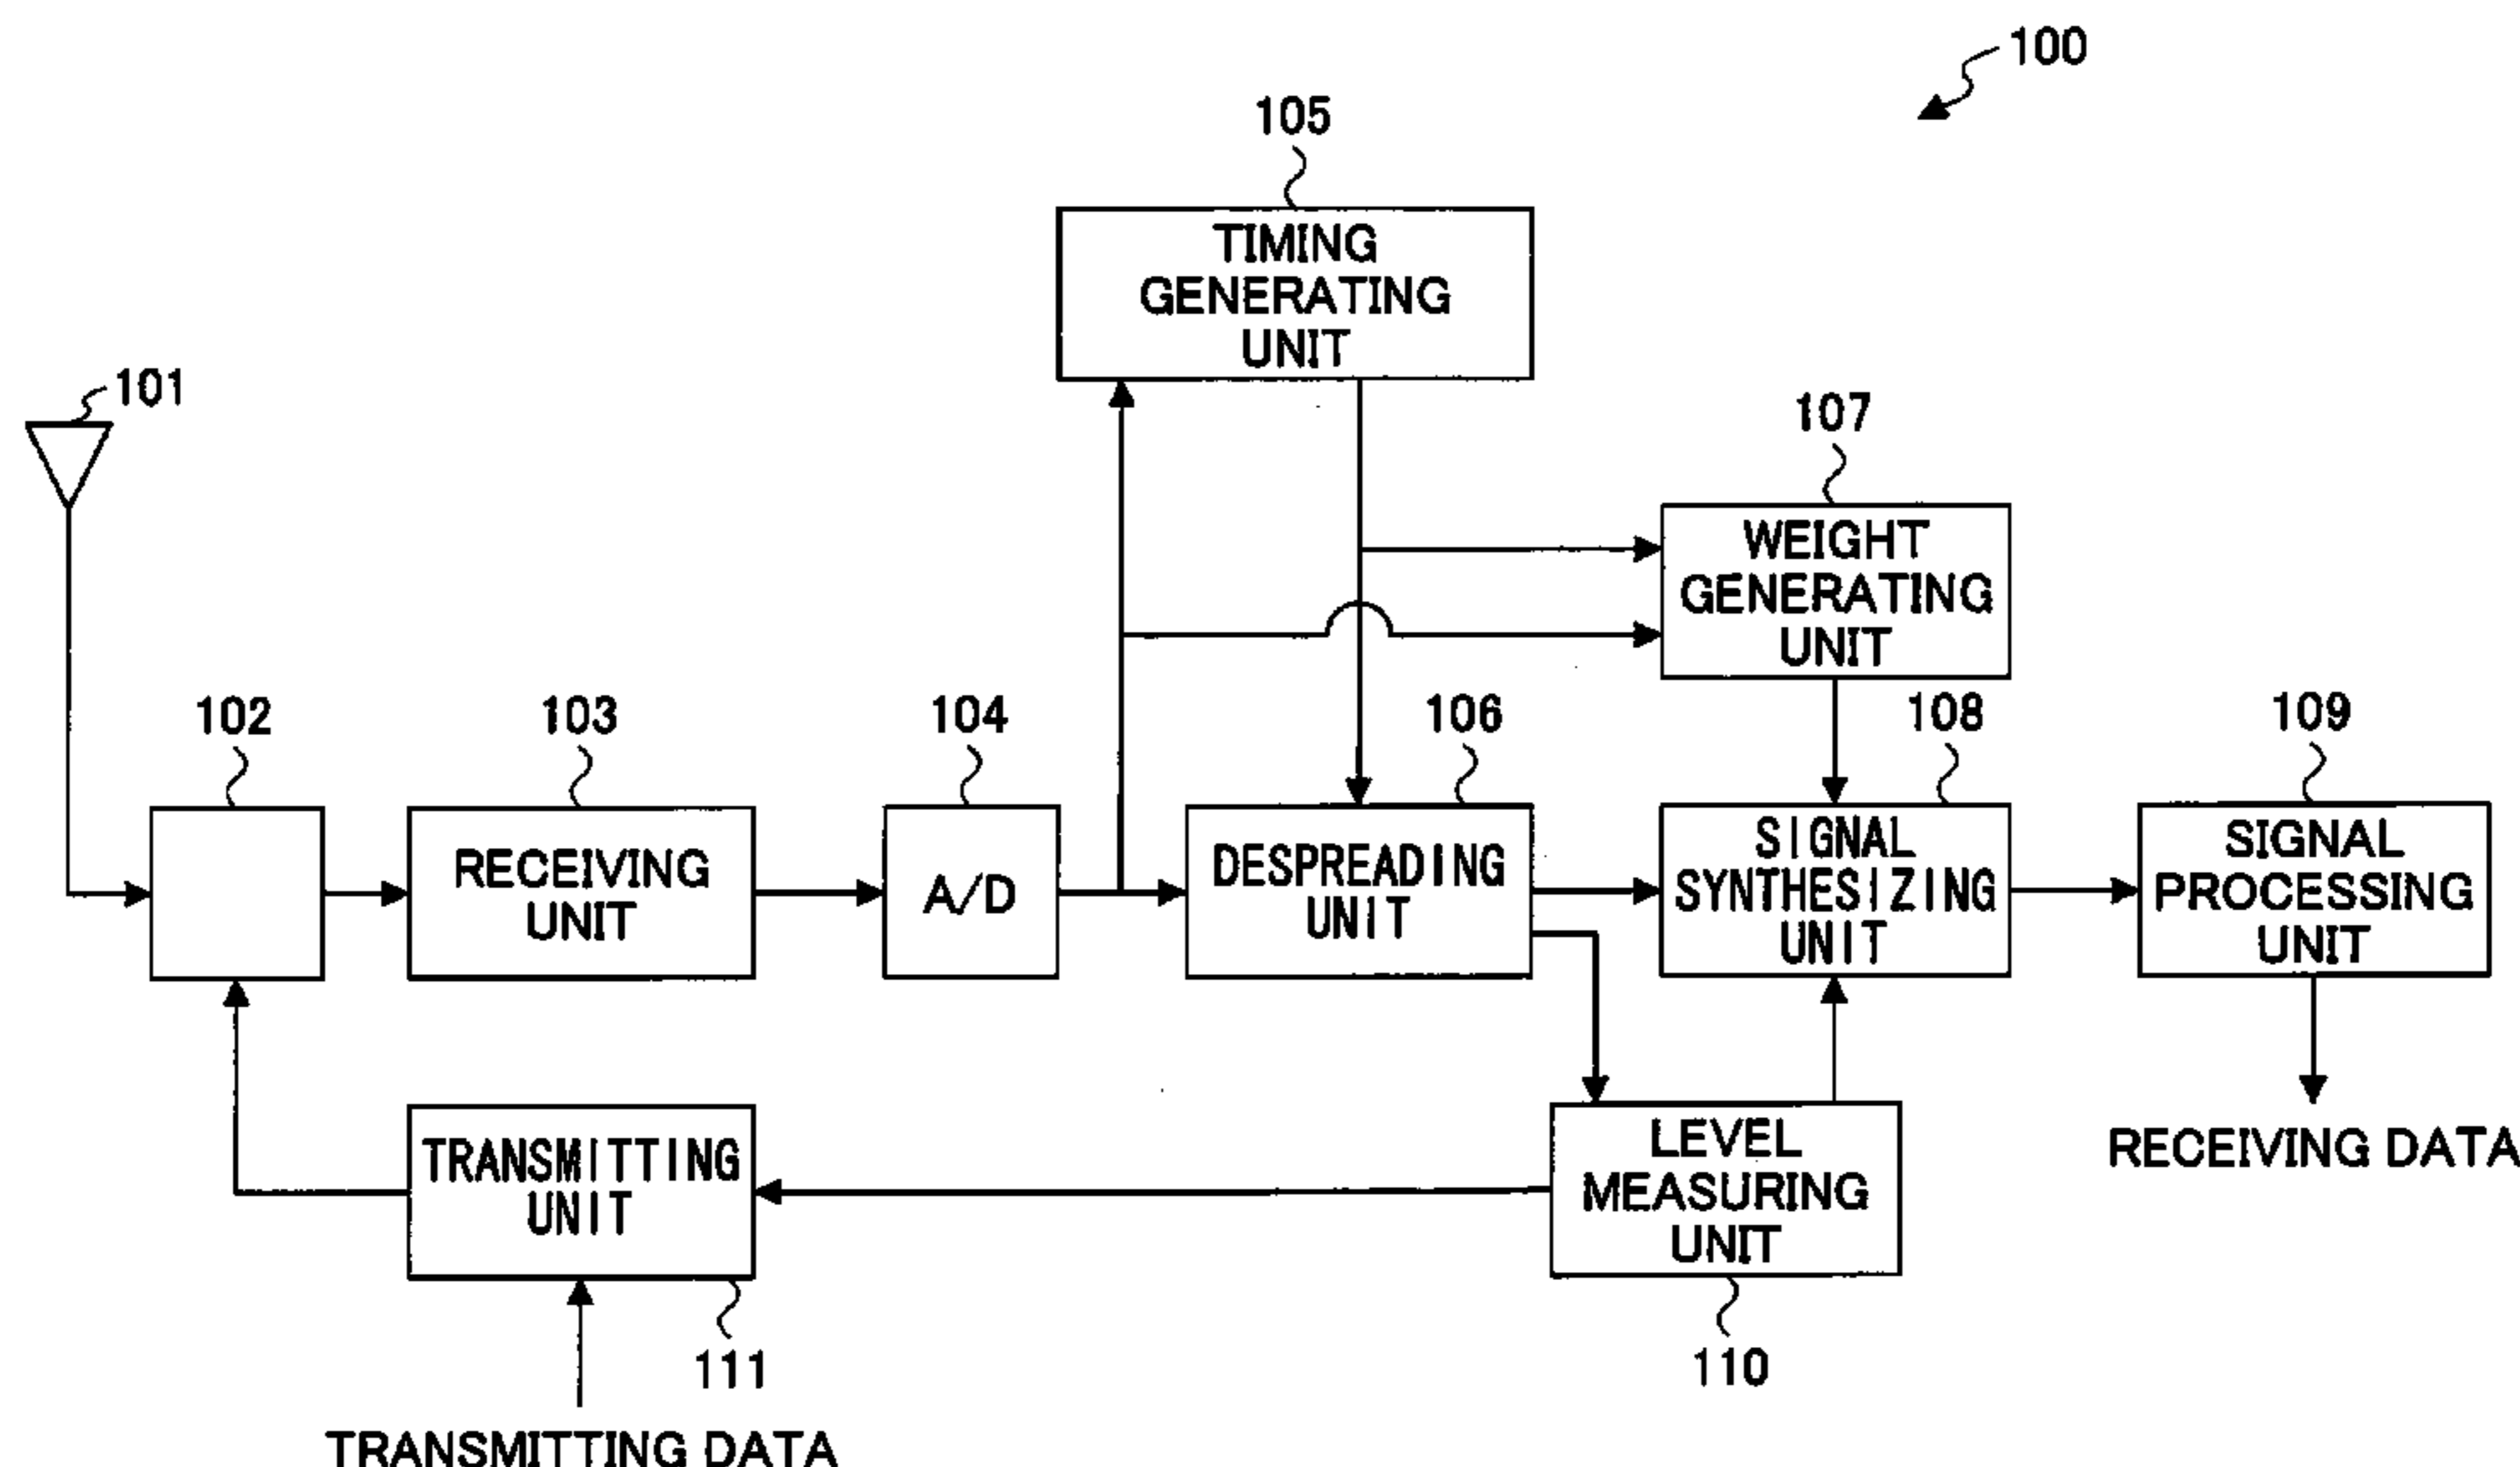 100
105
TIMING
GENERATING
UNIT
101
107
WEIGHT
GENERATING
UNIT
102
103
104
106
108
109
RECEIVING
UNIT
A/D
DESPREADING
UNIT
SIGNAL
SYNTHESIZING
UNIT
SIGNAL
PROCESSING
UNIT
TRANSMITTING
UNIT
LEVEL
MEASURING
UNIT
RECEIVING DATA
111
110
TRANSMITTING DATA